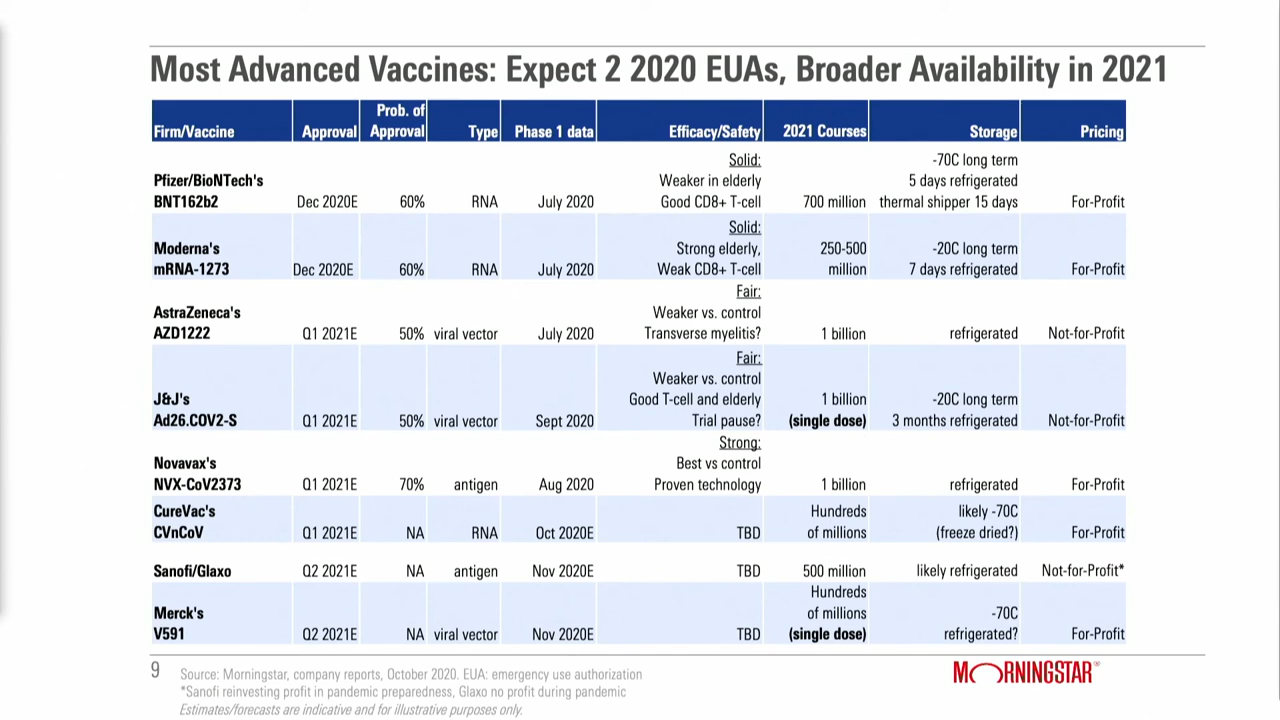 Most Advanced Vaccines: Expect 2 2020 EUAs, Broader Availability in 2021
Firm/Vaccine Approval Prob. of Approval Type Phase 1 data Efficacy/Safety 2021 Courses Storage Pricing
Pfizer/BioNTech's BNT162b2 Dec 2020E 60% RNA July 2020 Solid: Weaker in elderly Good CD8+ T-cell 700 million -70C long term 5 days refrigerated thermal shipper 15 days For-Profit
Moderna's mRNA-1273 Dec 2020E 60% RNA July 2020 Solid: Strong elderly, Weak CD8+ T-cell 250-500 million -20C long term 7 days refrigerated For-Profit
AstraZeneca's AZD1222 Q1 2021E 50% viral vector July 2020 Fair: Weaker vs. control Transverse myelitis? 1 billion refrigerated Not-for-Profit
J&J's Ad26.COV2-S Q1 2021E 50% viral vector Sept 2020 Fair: Weaker vs. control Good T-cell and elderly Trial pause? 1 billion (single dose) -20C long term 3 months refrigerated Not-for-Profit
Novavax's NVX-CoV2373 Q1 2021E 70% antigen Aug 2020 Strong: Best vs control Proven technology 1 billion refrigerated For-Profit
CureVac's CVnCoV Q1 2021E NA RNA Oct 2020E TBD Hundreds of millions likely -70C (freeze dried?) For-Profit
Sanofi/Glaxo Q2 2021E NA antigen Nov 2020E TBD 500 million likely refrigerated Not-for-Profit*
Merck's V591 Q2 2021E NA viral vector Nov 2020E TBD Hundreds of millions (single dose) -70C refrigerated? For-Profit
9
Source: Morningstar, company reports, October 2020. EUA: emergency use authorization
*Sanofi reinvesting profit in pandemic preparedness, Glaxo no profit during pandemic
Estimates/forecasts are indicative and for illustrative purposes only.
MORNINGSTAR®